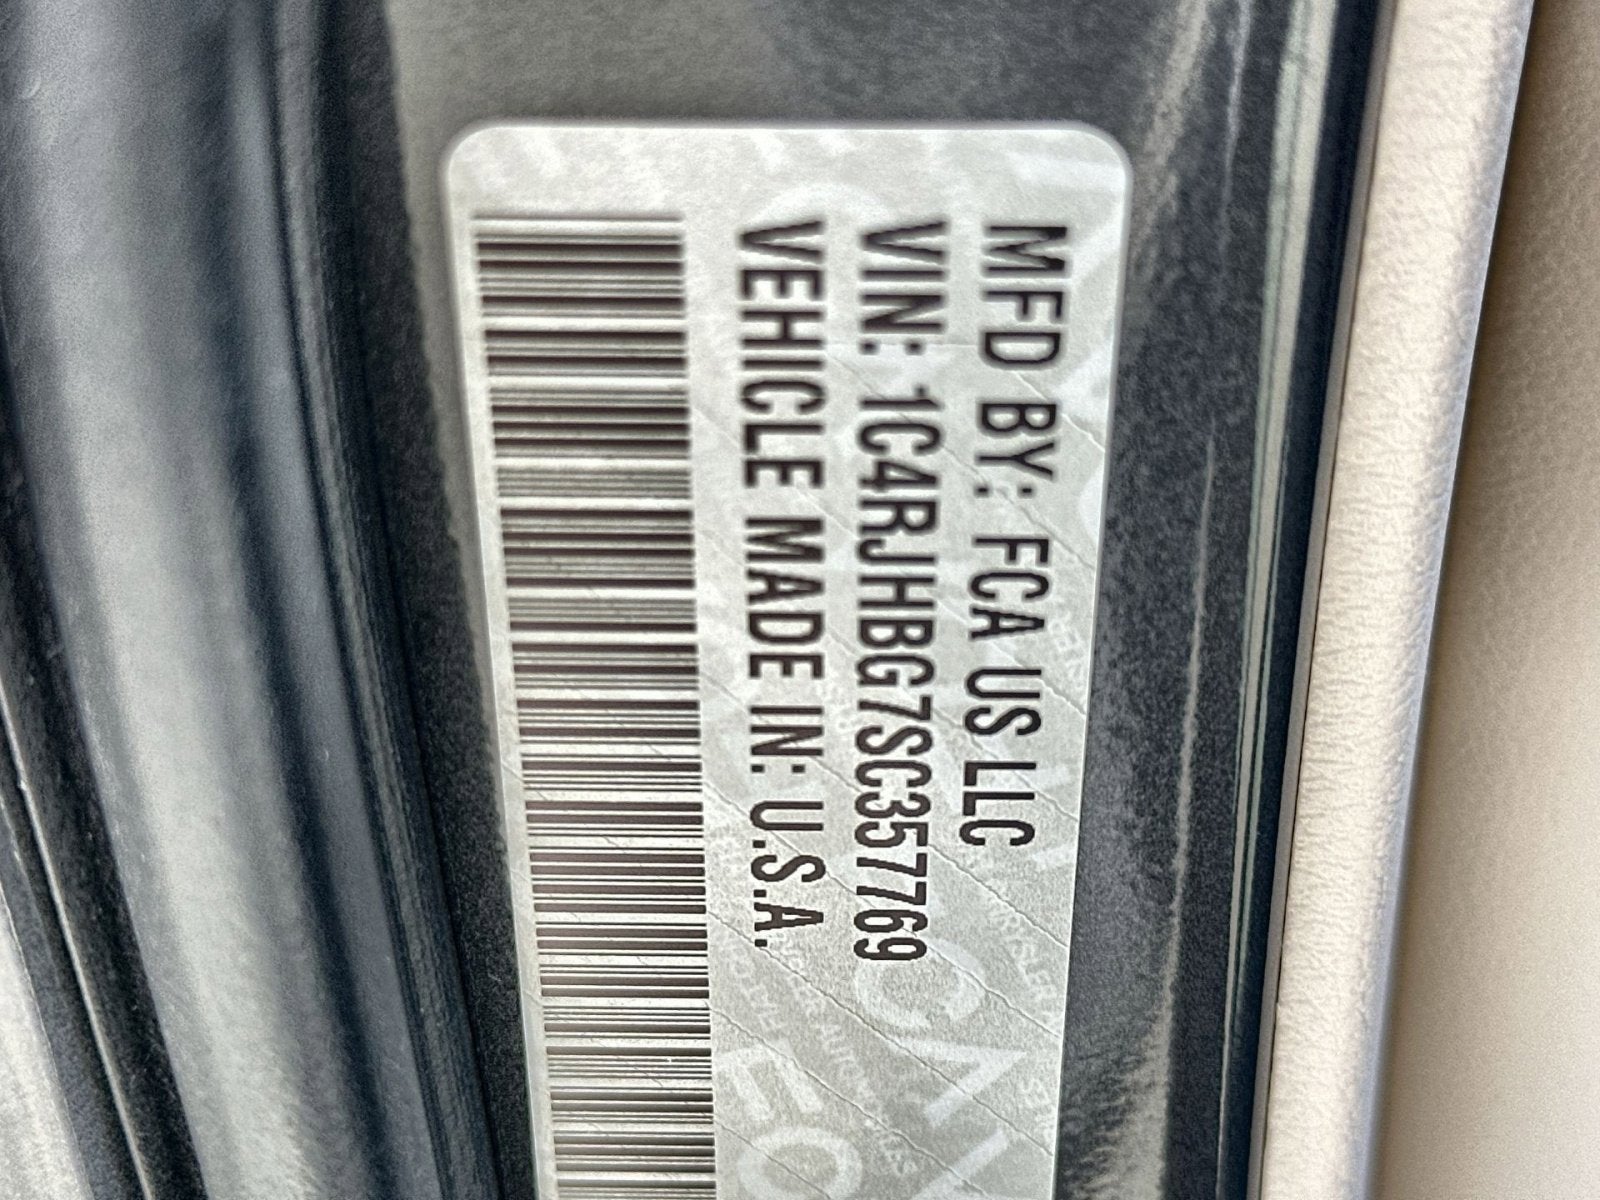 MFD BY: FCA US LLC
VIN: 1C4RJHBG7SC357769
VEHICLE MADE IN: U.S.A.